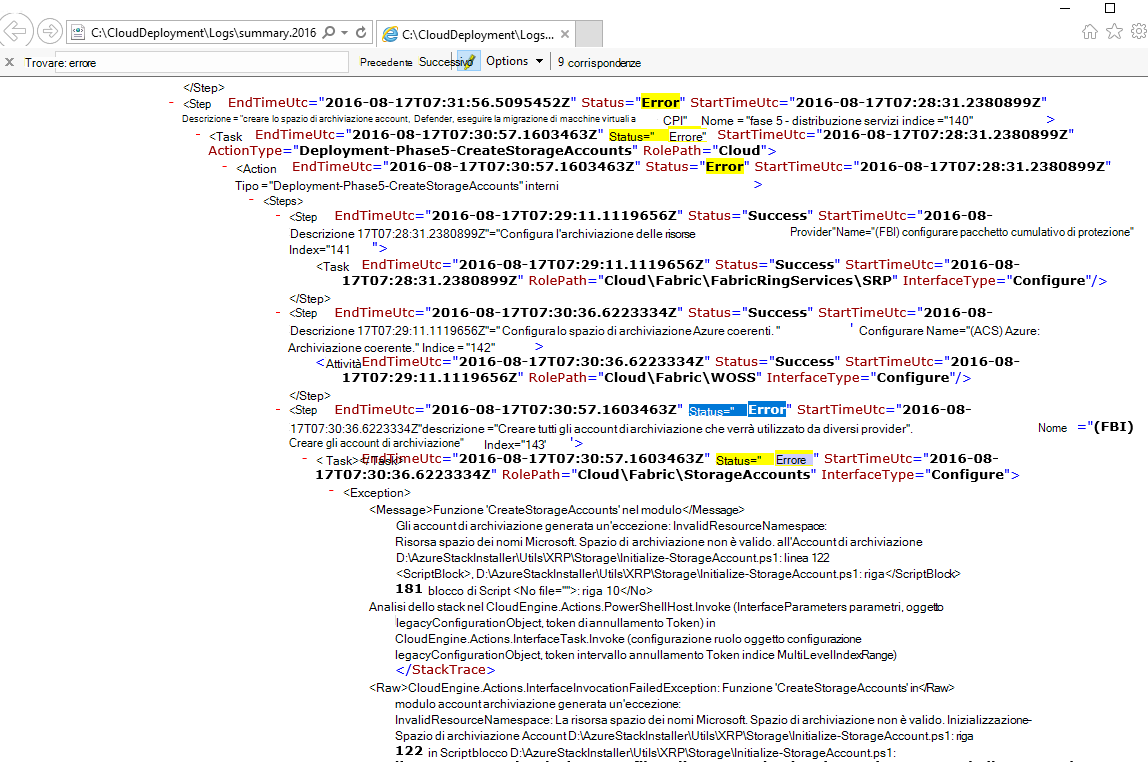 C:\CloudDeployment\Logs\summary.2016
C:\CloudDeployment\Logs...
x Trovare: errore Precedente Successivo Options 9 corrispondenze
</Step>
- <Step EndTimeUtc="2016-08-17T07:31:56.5095452Z" Status="Error" StartTimeUtc="2016-08-17T07:28:31.2380899Z"
Descrizione = "creare lo spazio di archiviazione account, Defender, eseguire la migrazione di macchine virtuali a CPI" Nome = "fase 5 - distribuzione servizi indice ="140" >
- <Task EndTimeUtc="2016-08-17T07:30:57.1603463Z" Status=" Errore" StartTimeUtc="2016-08-17T07:28:31.2380899Z"
ActionType="Deployment-Phase5-CreateStorageAccounts" RolePath="Cloud">
- <Action EndTimeUtc="2016-08-17T07:30:57.1603463Z" Status="Error" StartTimeUtc="2016-08-17T07:28:31.2380899Z"
Tipo ="Deployment-Phase5-CreateStorageAccounts" interni >
- <Steps>
- <Step EndTimeUtc="2016-08-17T07:29:11.1119656Z" Status="Success" StartTimeUtc="2016-08-
Descrizione 17T07:28:31.2380899Z"="Configura l'archiviazione delle risorse Provider"Name="(FBI) configurare pacchetto cumulativo di protezione"
Index="141 ">
<Task EndTimeUtc="2016-08-17T07:29:11.1119656Z" Status="Success" StartTimeUtc="2016-08-
17T07:28:31.2380899Z" RolePath="Cloud\Fabric\FabricRingServices\SRP" InterfaceType="Configure"/>
</Step>
- <Step EndTimeUtc="2016-08-17T07:30:36.6223334Z" Status="Success" StartTimeUtc="2016-08-
Descrizione 17T07:29:11.1119656Z"=" Configura lo spazio di archiviazione Azure coerenti. " ' Configurare Name="(ACS) Azure:
Archiviazione coerente." Indice = "142" >
<Attività EndTimeUtc="2016-08-17T07:30:36.6223334Z" Status="Success" StartTimeUtc="2016-08-
17T07:29:11.1119656Z" RolePath="Cloud\Fabric\WOSS" InterfaceType="Configure"/>
</Step>
- <Step EndTimeUtc="2016-08-17T07:30:57.1603463Z" Status=" Error" StartTimeUtc="2016-08-
17T07:30:36.6223334Z"descrizione ="Creare tutti gli account di archiviazione che verrà utilizzato da diversi provider". Nome ="(FBI)
Creare gli account di archiviazione" Index="143' '>
- < Task></Task> EndTimeUtc="2016-08-17T07:30:57.1603463Z" Status=" Errore " StartTimeUtc="2016-08-
17T07:30:36.6223334Z" RolePath="Cloud\Fabric\StorageAccounts" InterfaceType="Configure">
- <Exception>
<Message>Funzione 'CreateStorageAccounts' nel modulo</Message>
Gli account di archiviazione generata un'eccezione: InvalidResourceNamespace:
Risorsa spazio dei nomi Microsoft. Spazio di archiviazione non è valido. all'Account di archiviazione
D:\AzureStackInstaller\Utils\XRP\Storage\Initialize-StorageAccount.ps1: linea 122
<ScriptBlock>, D:\AzureStackInstaller\Utils\XRP\Storage\Initialize-StorageAccount.ps1: riga</ScriptBlock>
181 blocco di Script <No file="">: riga 10</No>
Analisi dello stack nel CloudEngine.Actions.PowerShellHost.Invoke (InterfaceParameters parametri, oggetto
legacyConfigurationObject, token di annullamento Token) in
CloudEngine.Actions.InterfaceTask.Invoke (configurazione ruolo oggetto configurazione
legacyConfigurationObject, token intervallo annullamento Token indice MultiLevelIndexRange)
</StackTrace>
<Raw>CloudEngine.Actions.InterfaceInvocationFailedException: Funzione 'CreateStorageAccounts' in</Raw>
modulo account archiviazione generata un'eccezione:
InvalidResourceNamespace: La risorsa spazio dei nomi Microsoft. Spazio di archiviazione non è valido. Inizializzazione-
Spazio di archiviazione Account D:\AzureStackInstaller\Utils\XRP\Storage\Initialize-StorageAccount.ps1: riga
122 in Scriptblocco D:\AzureStackInstaller\Utils\XRP\Storage\Initialize-StorageAccount.ps1: